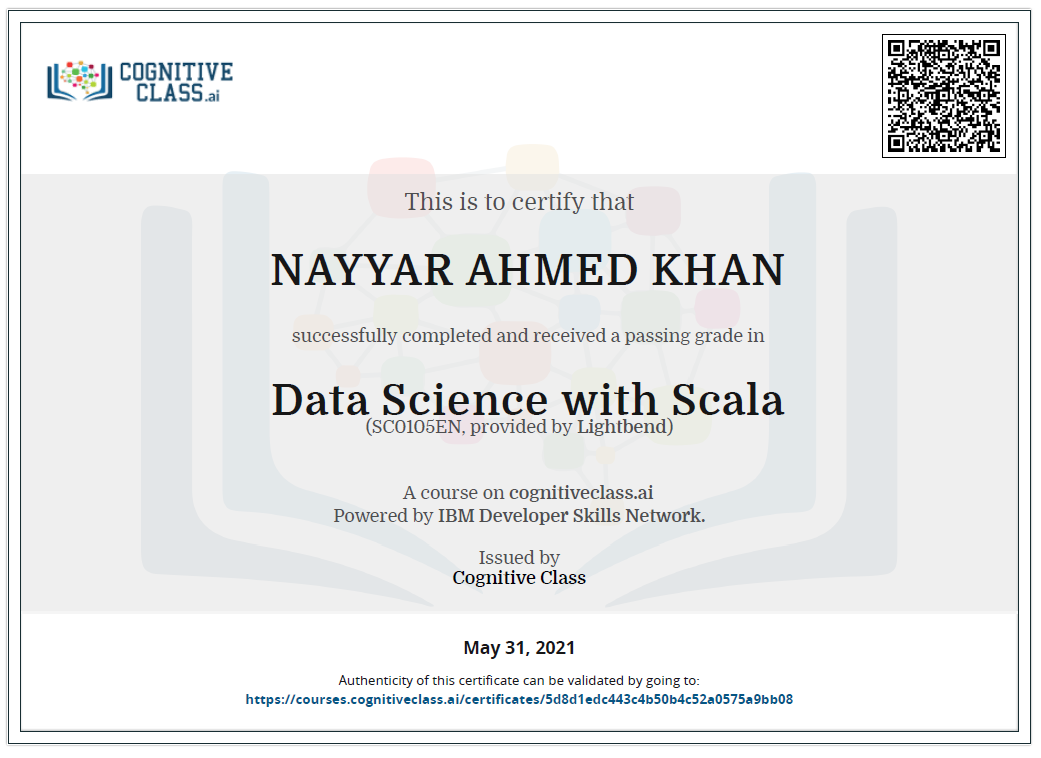 COGNITIVE
CLASS.ai
This is to certify that
NAYYAR AHMED KHAN
successfully completed and received a passing grade in
Data Science with Scala
(SC0105EN, provided by Lightbend)
A course on cognitiveclass.ai
Powered by IBM Developer Skills Network.
Issued by
Cognitive Class
May 31, 2021
Authenticity of this certificate can be validated by going to:
https://courses.cognitiveclass.ai/certificates/5d8d1edc443c4b50b4c52a0575a9bb08